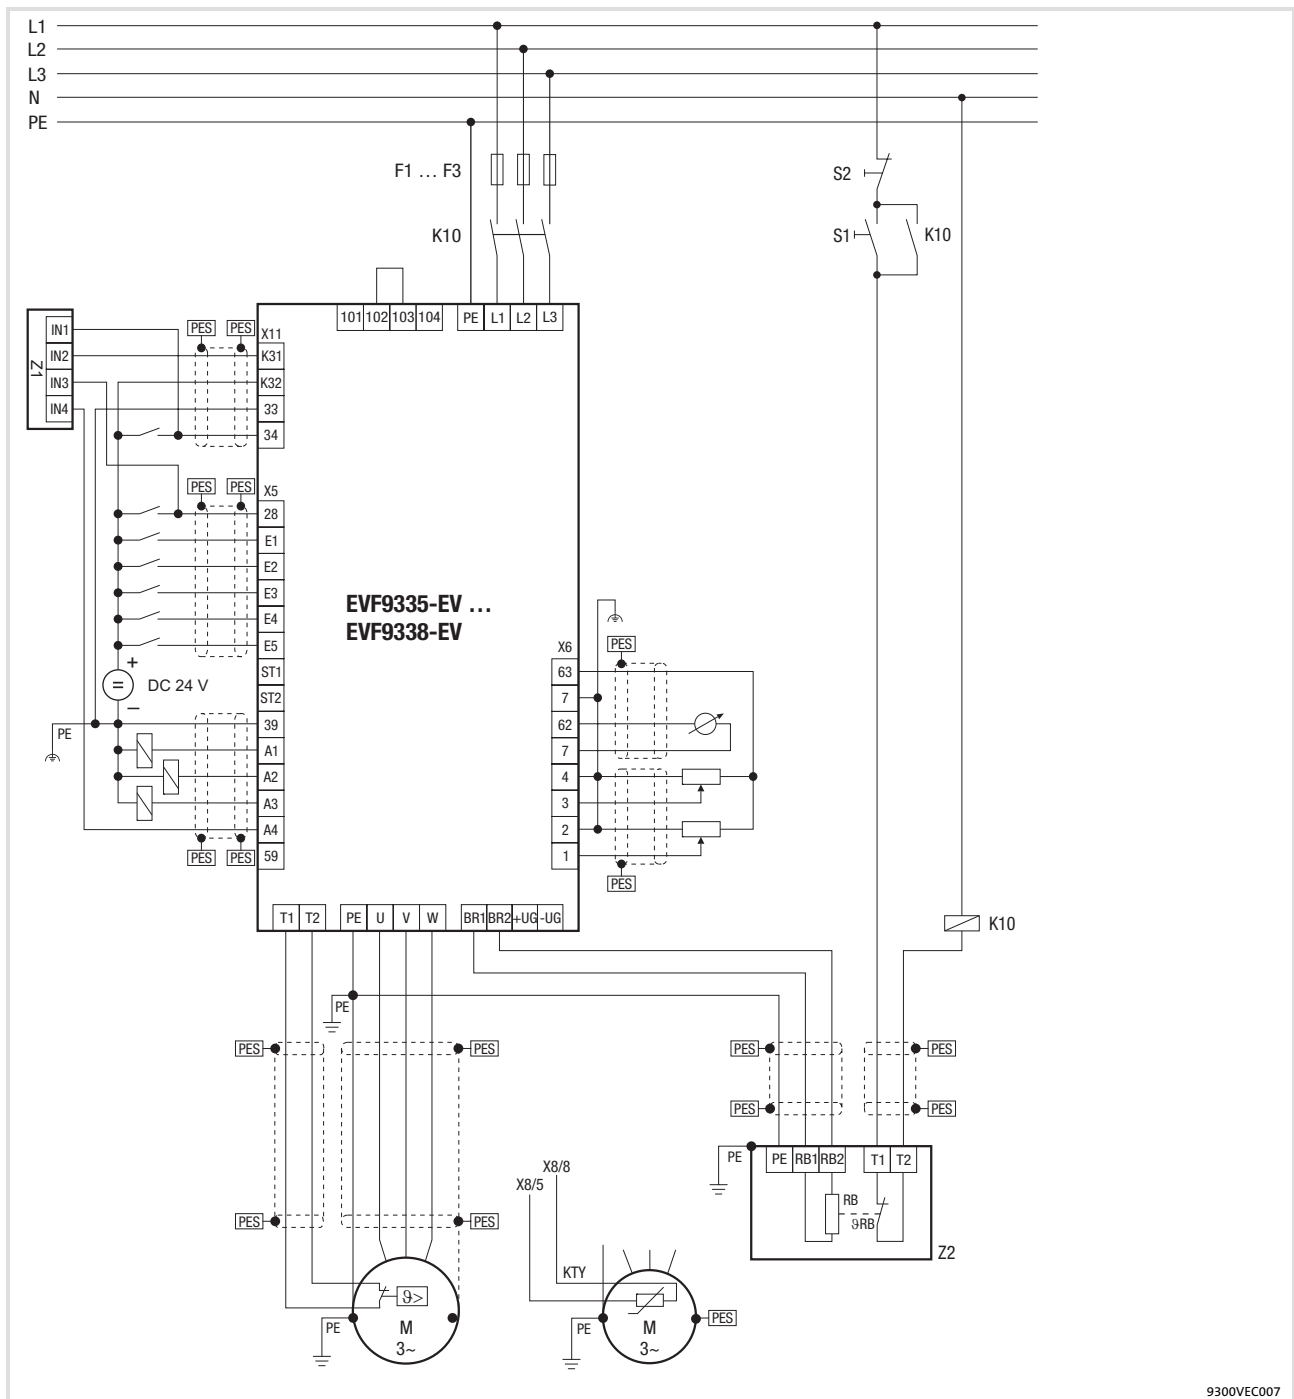 L1
L2
L3
N
PE
F1 … F3
S2
K10
S1
K10
101 102 103 104
PE L1 L2 L3
IN1
IN2
IN3
IN4
Z1
PES PES
X11
K31
K32
33
34
PES PES
X5
28
E1
E2
E3
E4
E5
ST1
ST2
39
A1
A2
A3
A4
59
+
=
DC 24 V
–
PE
PES PES
EVF9335-EV …
EVF9338-EV
X6
63
7
62
7
4
3
2
1
PES
PES
T1 T2
PE U V W
BR1 BR2 +UG -UG
K10
PE
PES
PES
PES
PES
PES
PES
PES
PES
PE
PE RB1 RB2
T1 T2
RB
ϑRB
Z2
X8/8
X8/5
KTY
ϑ>
PE
M
3~
PE
M
3~
PES
9300VEC007